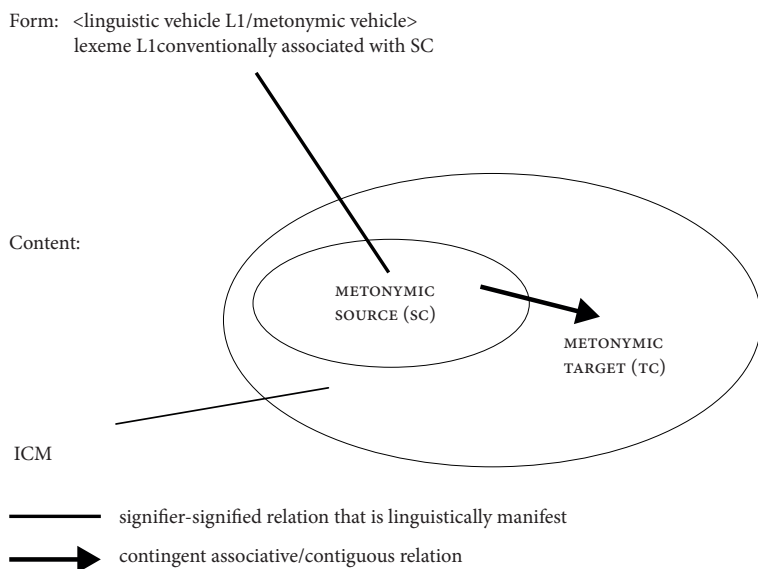 Form: <linguistic vehicle L1/metonymic vehicle>
lexeme L1conventionally associated with SC
Content:
METONYMIC
SOURCE (SC)
METONYMIC
TARGET (TC)
ICM
signifier-signified relation that is linguistically manifest
contingent associative/contiguous relation